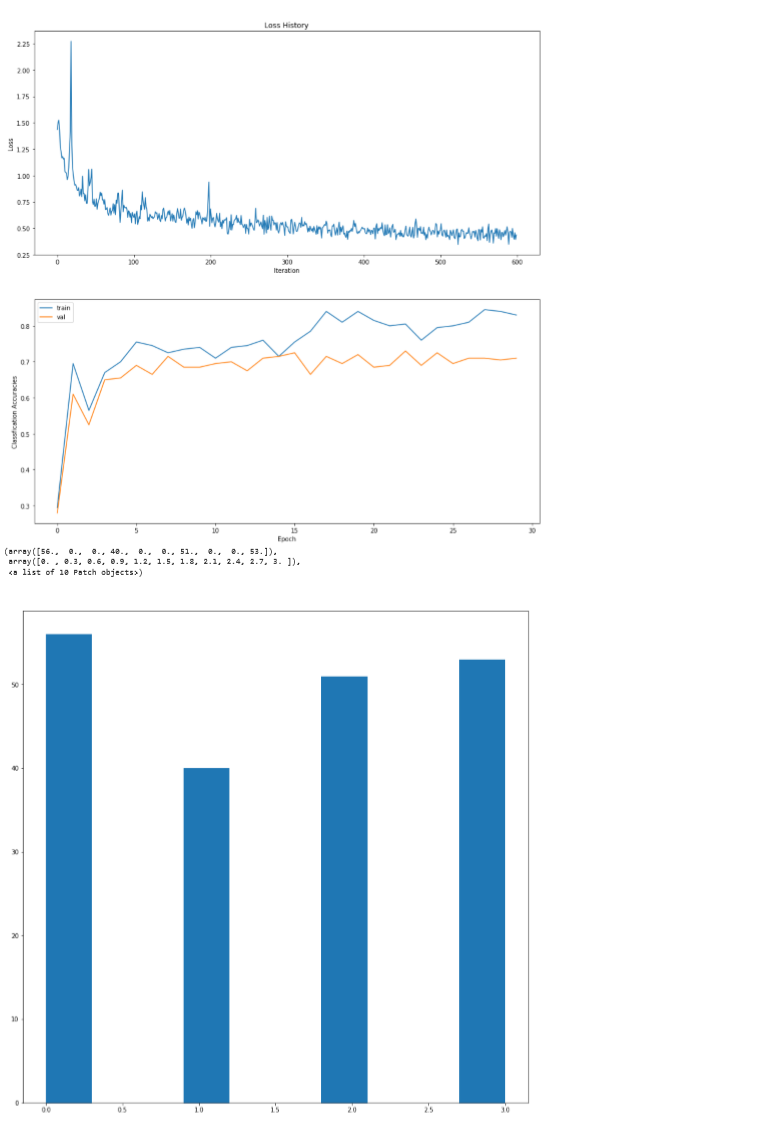 Loss History
2.25
2.00
1.75
1.50
1.25
1.00
0.75
0.50
0.25
Loss
0 100 200 300 400 500 600
Iteration
train
val
0.8
0.7
0.6
0.5
0.4
0.3
Classification Accuracies
0 5 10 15 20 25 30
Epoch
(array([56., 0., 0., 40., 0., 0., 51., 0., 0., 53.]),
array([0. , 0.3, 0.6, 0.9, 1.2, 1.5, 1.8, 2.1, 2.4, 2.7, 3. ]),
<a list of 10 Patch objects>)
50
40
30
20
10
0
0.0 0.5 1.0 1.5 2.0 2.5 3.0